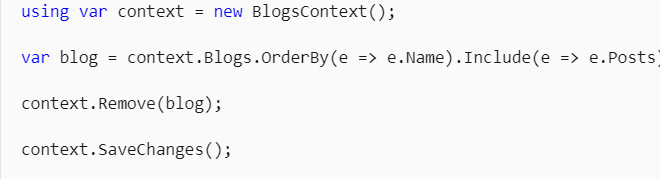 using var context = new BlogsContext();
var blog = context.Blogs.OrderBy(e => e.Name).Include(e => e.Posts)
context.Remove(blog);
context.SaveChanges();